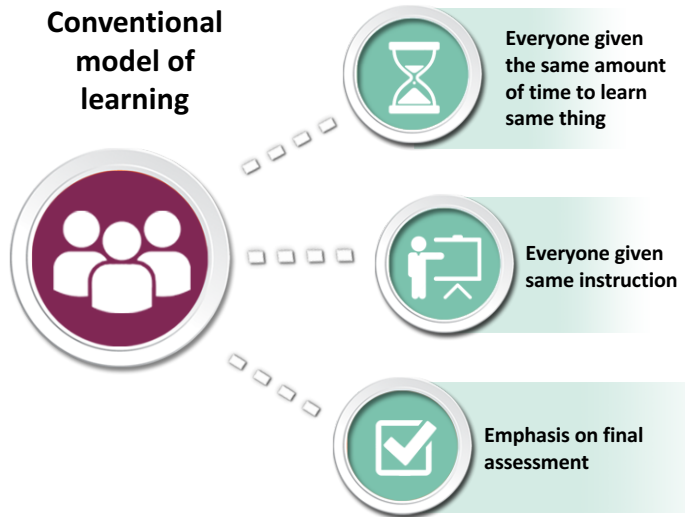 Conventional
model of
learning
Everyone given
the same amount
of time to learn
same thing
Everyone given
same instruction
Emphasis on final
assessment